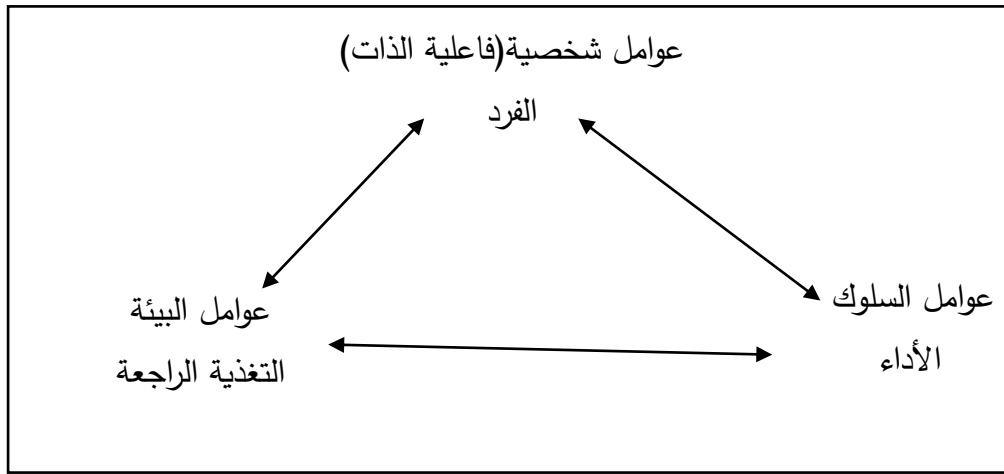 عوامل شخصية(فاعلية الذات)
الفرد
عوامل السلوك
الأداء
عوامل البيئة
التغذية الراجعة